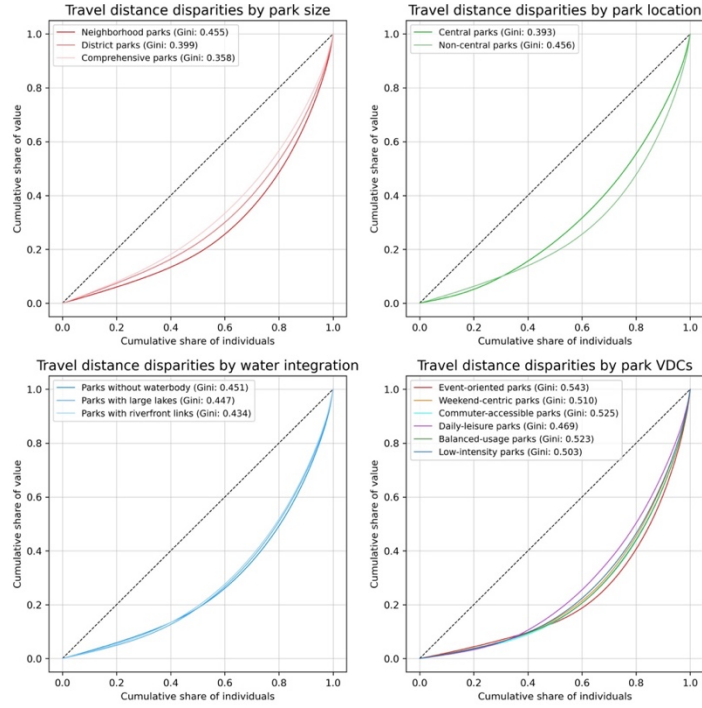 Travel distance disparities by park size
Neighborhood parks (Gini: 0.455)
District parks (Gini: 0.399)
Comprehensive parks (Gini: 0.358)
1.0
0.8
0.6
0.4
0.2
0.0
Cumulative share of value
0.0 0.2 0.4 0.6 0.8 1.0
Cumulative share of individuals
Travel distance disparities by park location
Central parks (Gini: 0.393)
Non-central parks (Gini: 0.456)
1.0
0.8
0.6
0.4
0.2
0.0
Cumulative share of value
0.0 0.2 0.4 0.6 0.8 1.0
Cumulative share of individuals
Travel distance disparities by water integration
Parks without waterbody (Gini: 0.451)
Parks with large lakes (Gini: 0.447)
Parks with riverfront links (Gini: 0.434)
1.0
0.8
0.6
0.4
0.2
0.0
Cumulative share of value
0.0 0.2 0.4 0.6 0.8 1.0
Cumulative share of individuals
Travel distance disparities by park VDCs
Event-oriented parks (Gini: 0.543)
Weekend-centric parks (Gini: 0.510)
Commuter-accessible parks (Gini: 0.525)
Daily-leisure parks (Gini: 0.469)
Balanced-usage parks (Gini: 0.523)
Low-intensity parks (Gini: 0.503)
1.0
0.8
0.6
0.4
0.2
0.0
Cumulative share of value
0.0 0.2 0.4 0.6 0.8 1.0
Cumulative share of individuals